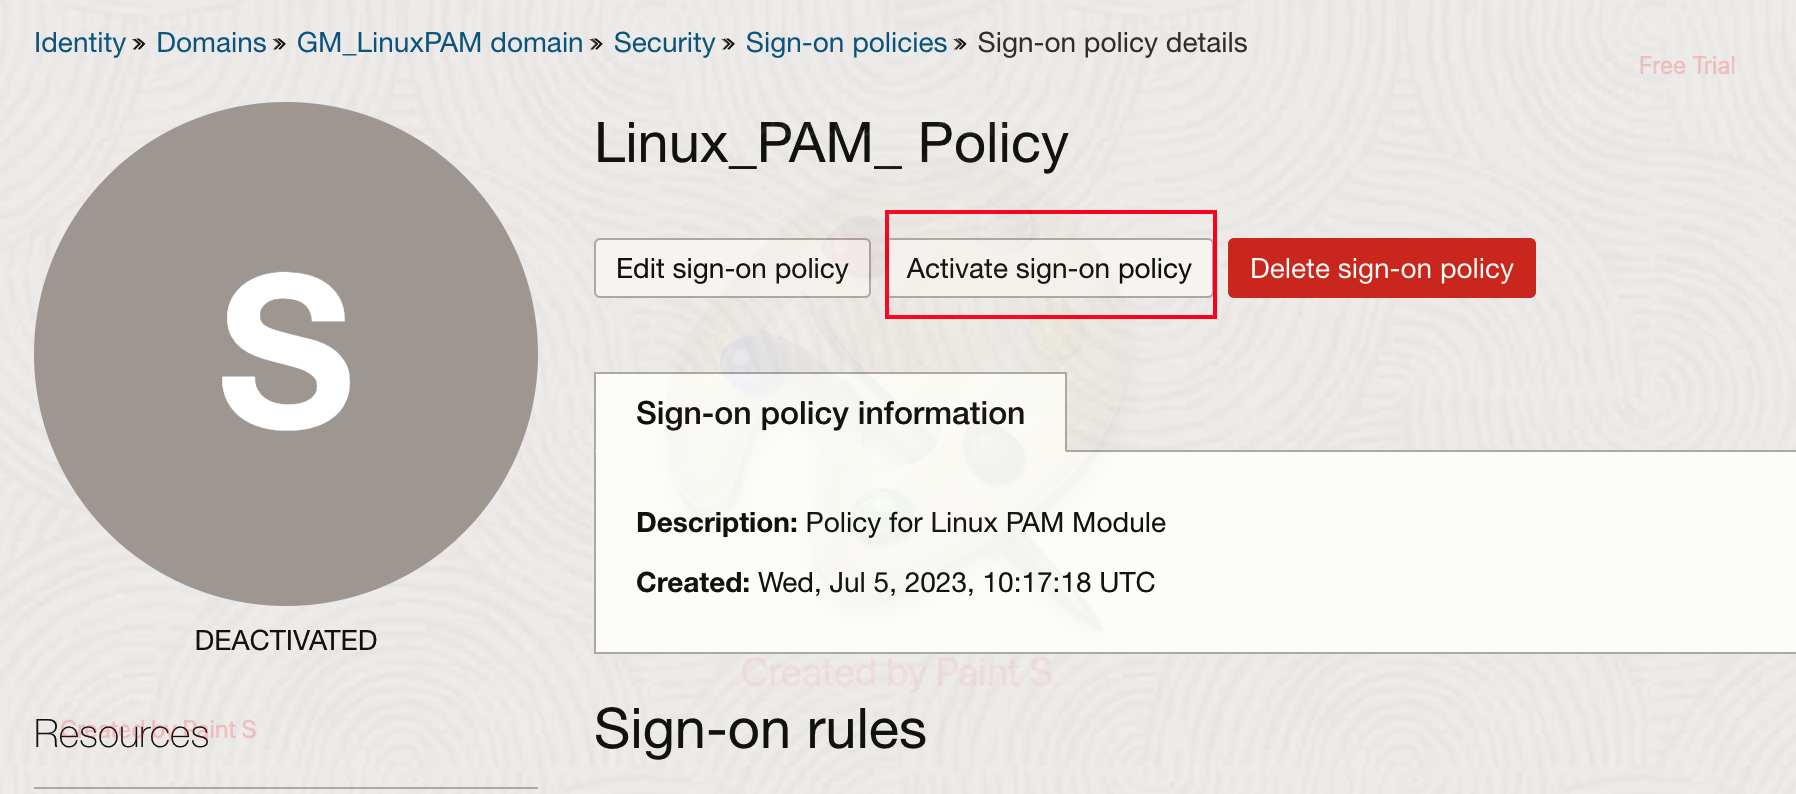 Identity » Domains » GM_LinuxPAM domain » Security » Sign-on policies » Sign-on policy details
Free Trial
Linux_PAM_ Policy
Edit sign-on policy
Activate sign-on policy
Delete sign-on policy
S
DEACTIVATED
Sign-on policy information
Description: Policy for Linux PAM Module
Created: Wed, Jul 5, 2023, 10:17:18 UTC
Created by Paint S
Resources
Created by Paint S
Sign-on rules